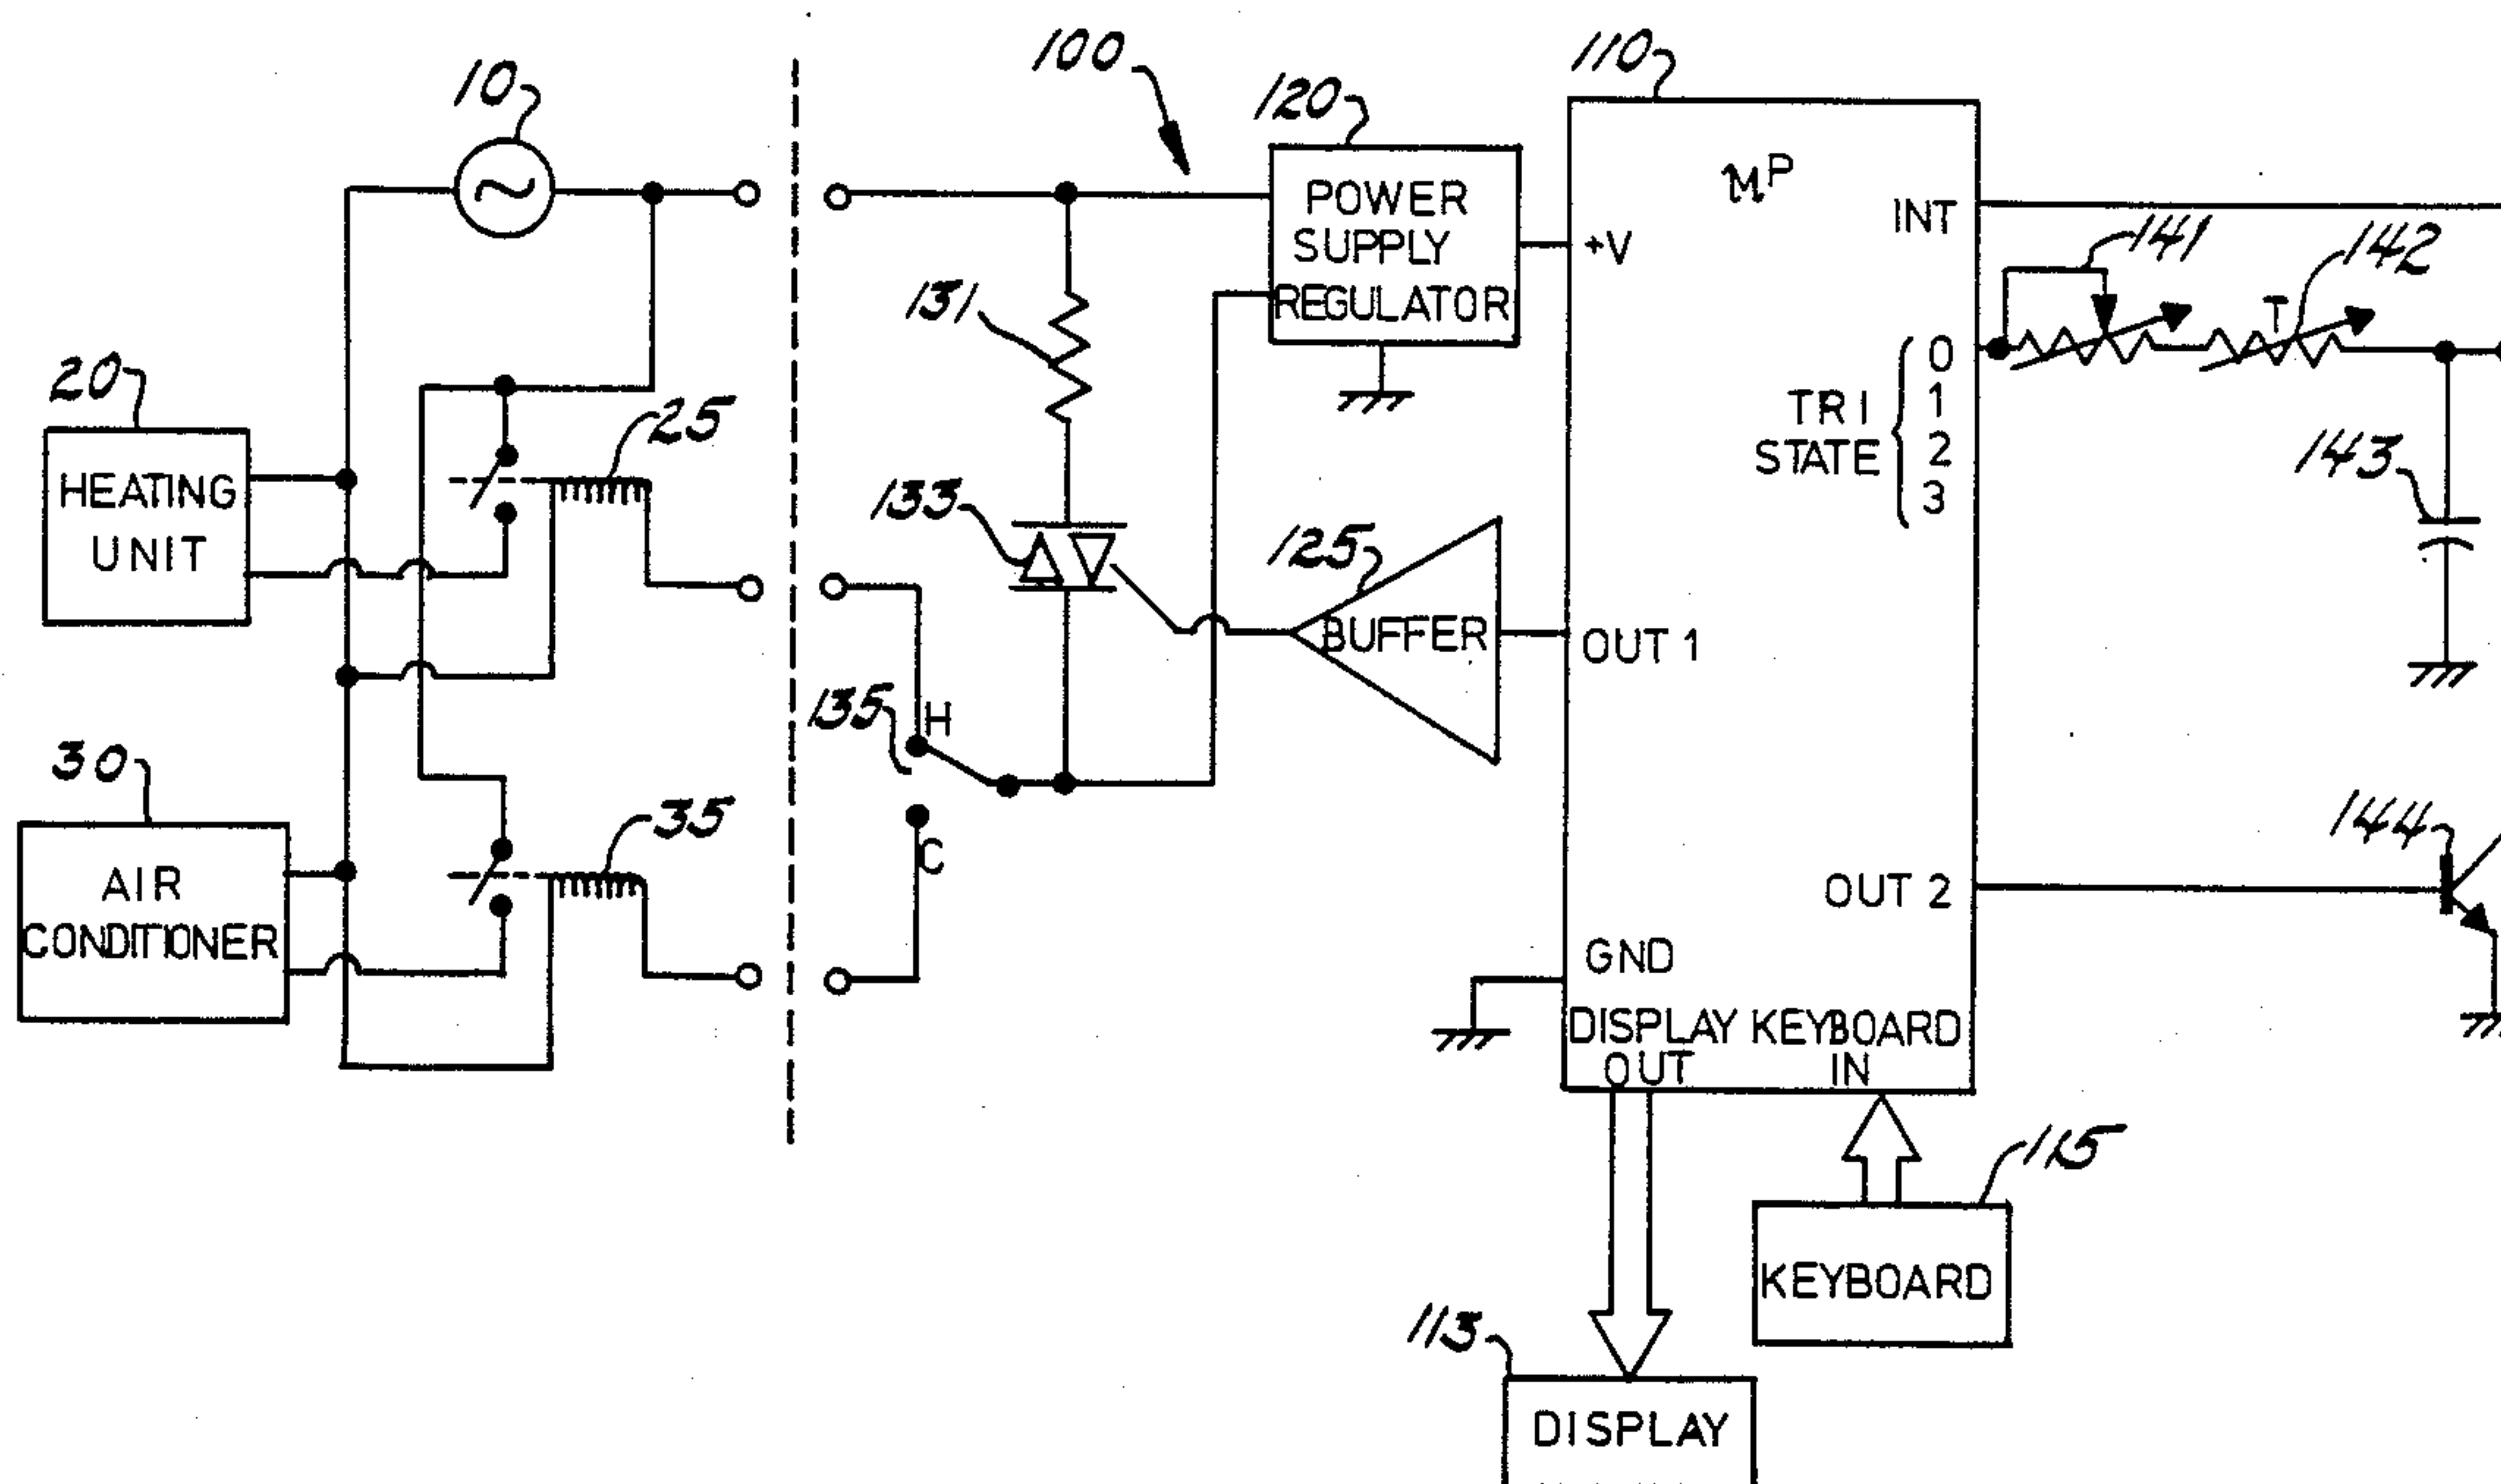 10
100
120
110
POWER
SUPPLY
REGULATOR
+V
INT
141
142
T
131
TRI
STATE
0
1
2
3
20
HEATING
UNIT
25
133
125
BUFFER
OUT 1
143
135
H
C
30
AIR
CONDITIONER
35
144
OUT 2
GND
DISPLAY
OUT
KEYBOARD
IN
115
KEYBOARD
113
DISPLAY